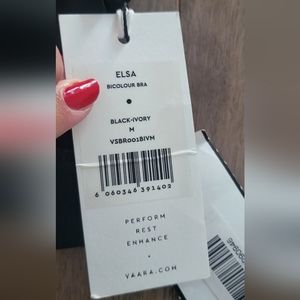 ELSA
BICOLOUR BRA
BLACK-IVORY
M
VSBR001BIVM
6 060346 391402
PERFORM
REST
ENHANCE
YAARA.COM